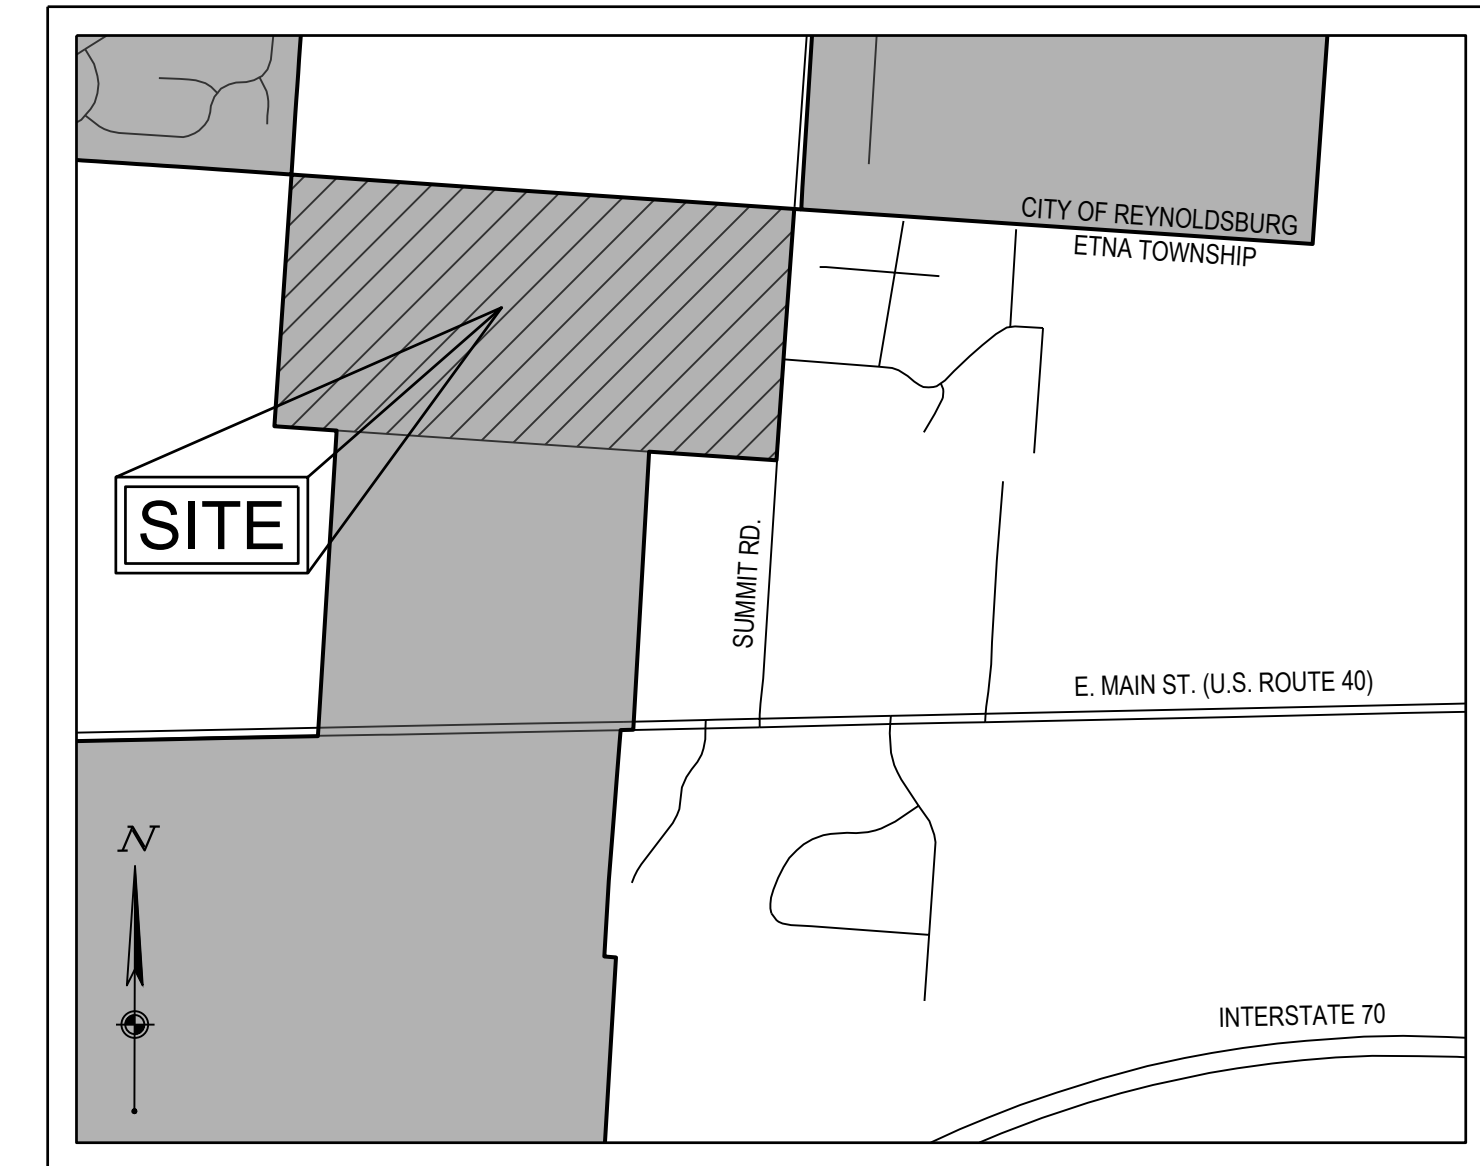 CITY OF REYNOLDSBURG
ETNA TOWNSHIP
SITE
SUMMIT RD.
E. MAIN ST. (U.S. ROUTE 40)
N
INTERSTATE 70